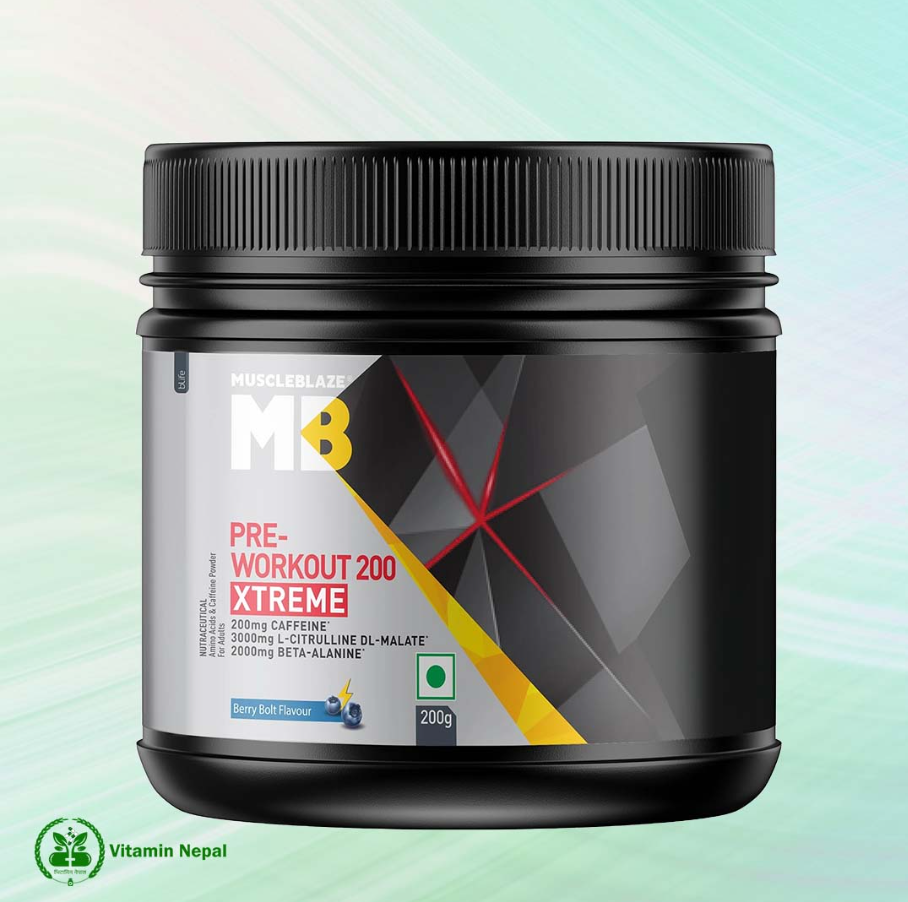 bLife
MUSCLEBLAZE®
MB
PRE-
WORKOUT 200
XTREME
200mg CAFFEINE*
3000mg L-CITRULLINE DL-MALATE*
2000mg BETA-ALANINE*
NUTRACEUTICAL
Amino Acids & Caffeine Powder
For Adults
Berry Bolt Flavour
200g
Vitamin Nepal